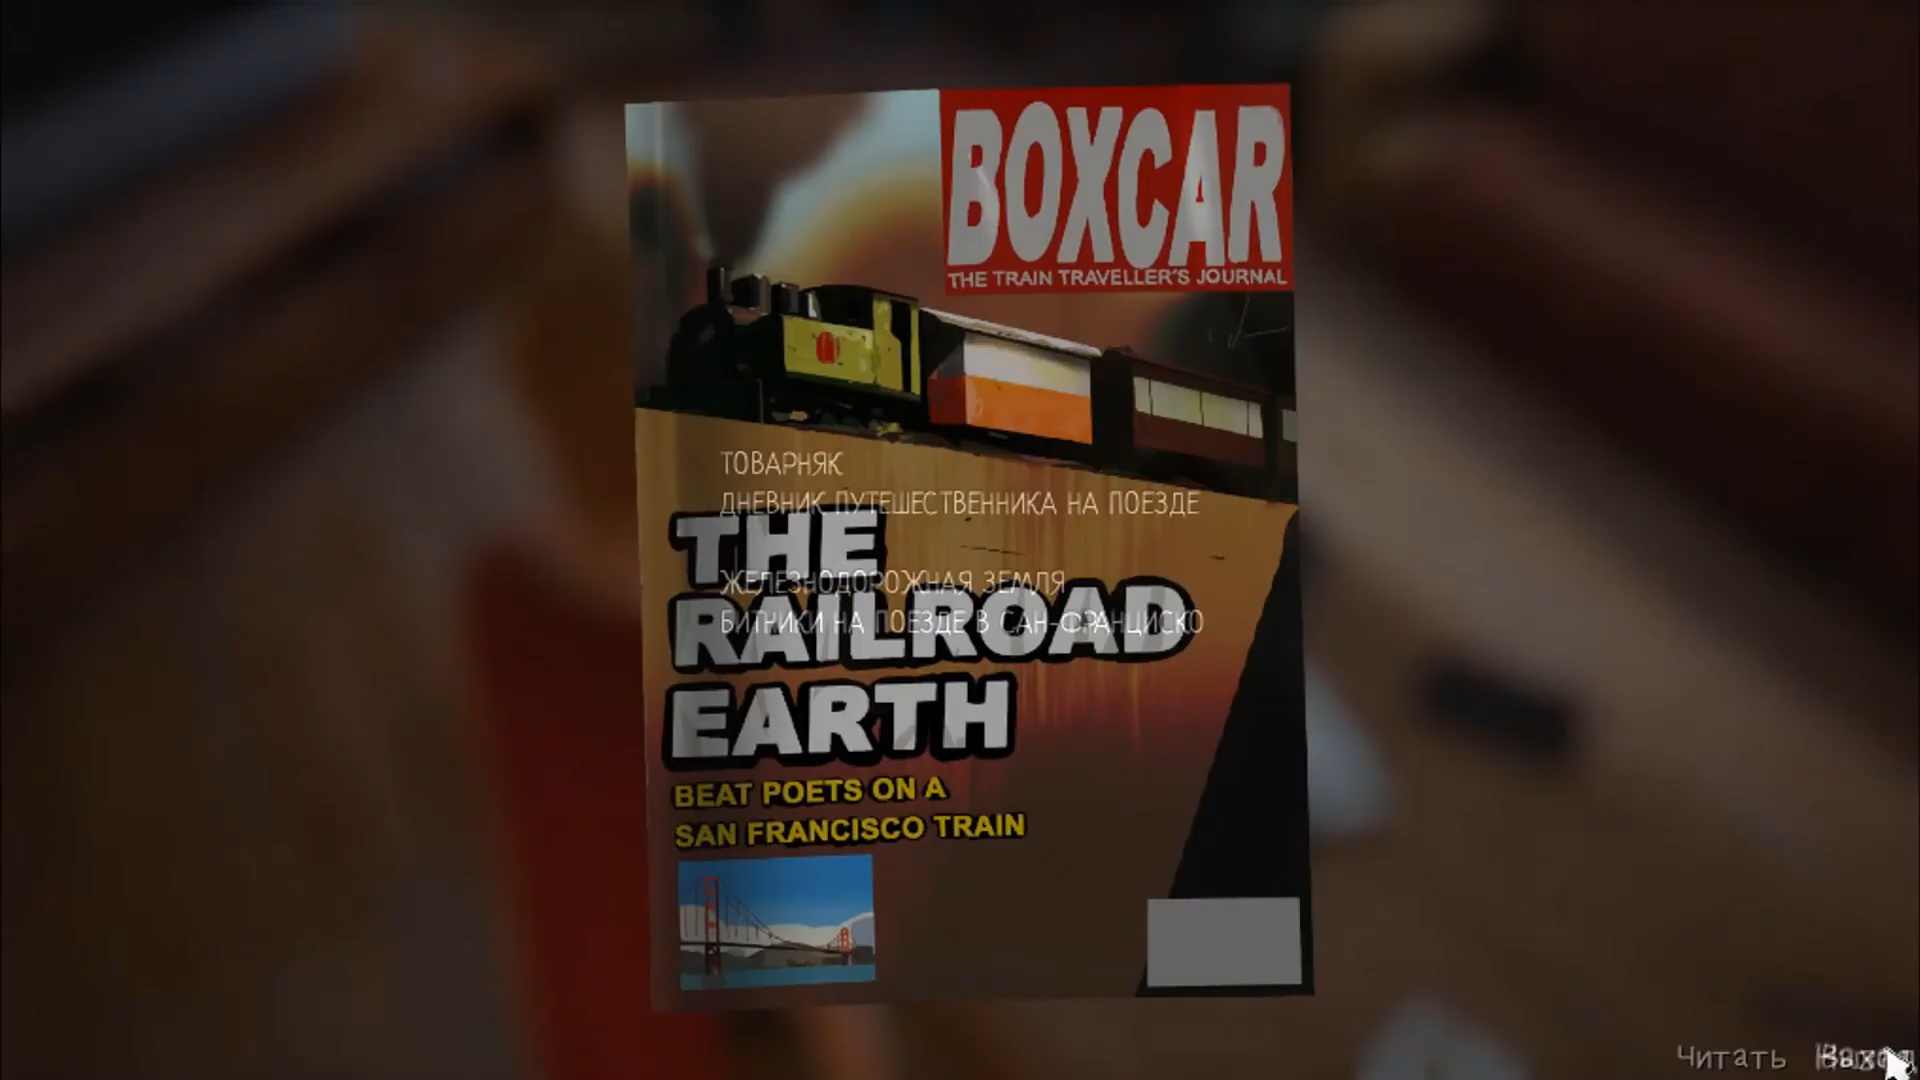 BOXCAR
THE TRAIN TRAVELLER'S JOURNAL
ТОВАРНЯК
ДНЕВНИК ПУТЕШЕСТВЕННИКА НА ПОЕЗДЕ
THE
ЖЕЛЕЗНОДОРОЖНАЯ ЗЕМЛЯ
RAILROAD
БИТНИКИ НА ПОЕЗДЕ В САН-ФРАНЦИСКО
EARTH
BEAT POETS ON A
SAN FRANCISCO TRAIN
Читать